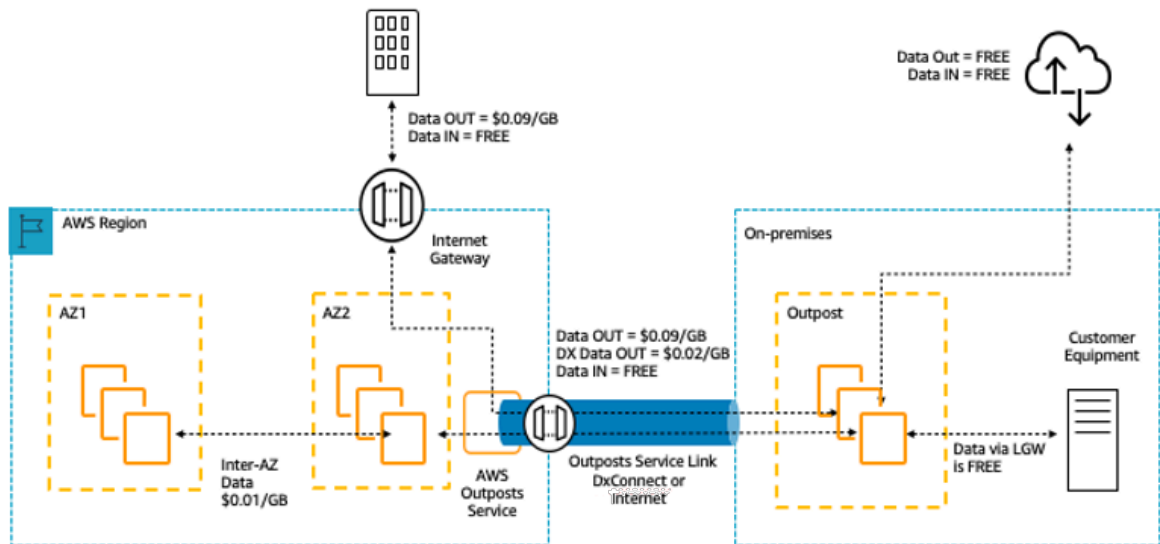 Data OUT = $0.09/GB
Data IN = FREE
Data Out = FREE
Data IN = FREE
AWS Region
Internet
Gateway
On-premises
AZ1
AZ2
Outpost
Data OUT = $0.09/GB
DX Data OUT = $0.02/GB
Data IN = FREE
Customer
Equipment
Inter-AZ
Data
$0.01/GB
AWS
Outposts
Service
Outposts Service Link
DxConnect or
Internet
Data via LGW
is FREE